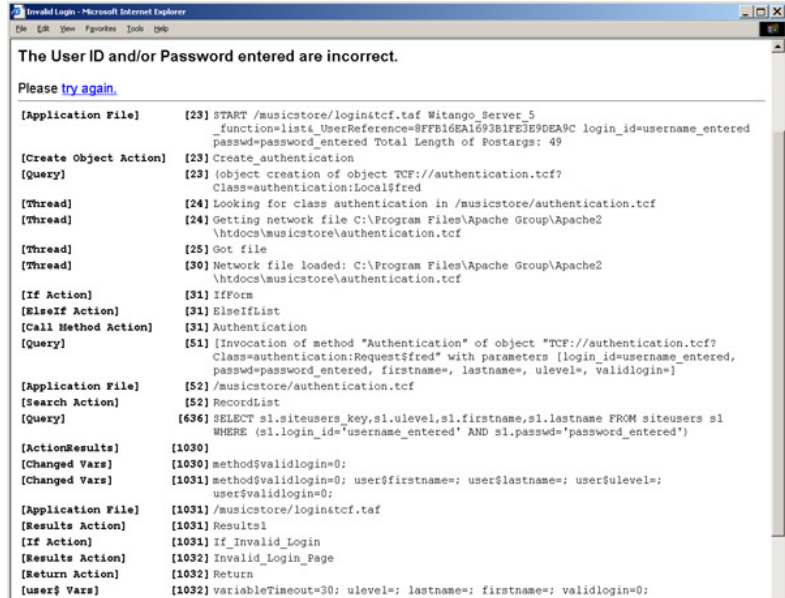 Invalid Login - Microsoft Internet Explorer
File Edit View Favorites Tools Help
The User ID and/or Password entered are incorrect.
Please try again.
[Application File] [23] START /musicstore/login&tcf.taf Witango_Server_5
_function=list&_UserReference=8FFB16EA1693B1FE3E9DEA9C login_id=username_entered
passwd=password_entered Total Length of Postargs: 49
[Create Object Action] [23] Create_authentication
[Query] [23] (object creation of object TCF://authentication.tcf?
Class=authentication:Local$fred
[Thread] [24] Looking for class authentication in /musicstore/authentication.tcf
[Thread] [24] Getting network file C:\Program Files\Apache Group\Apache2
\htdocs\musicstore\authentication.tcf
[Thread] [25] Got file
[Thread] [30] Network file loaded: C:\Program Files\Apache Group\Apache2
\htdocs\musicstore\authentication.tcf
[If Action] [31] IfForm
[ElseIf Action] [31] ElseIfList
[Call Method Action] [31] Authentication
[Query] [51] [Invocation of method "Authentication" of object "TCF://authentication.tcf?
Class=authentication:Request$fred" with parameters [login_id=username_entered,
passwd=password_entered, firstname=, lastname=, ulevel=, validlogin=]
[Application File] [52] /musicstore/authentication.tcf
[Search Action] [52] RecordList
[Query] [636] SELECT s1.siteusers_key,s1.ulevel,s1.firstname,s1.lastname FROM siteusers s1
WHERE (s1.login_id='username_entered' AND s1.passwd='password_entered')
[ActionResults] [1030]
[Changed Vars] [1030] method$validlogin=0;
[Changed Vars] [1031] method$validlogin=0; user$firstname=; user$lastname=; user$ulevel=;
user$validlogin=0;
[Application File] [1031] /musicstore/login&tcf.taf
[Results Action] [1031] Results1
[If Action] [1031] If_Invalid_Login
[Results Action] [1032] Invalid_Login_Page
[Return Action] [1032] Return
[user$ Vars] [1032] variableTimeout=30; ulevel=; lastname=; firstname=; validlogin=0;